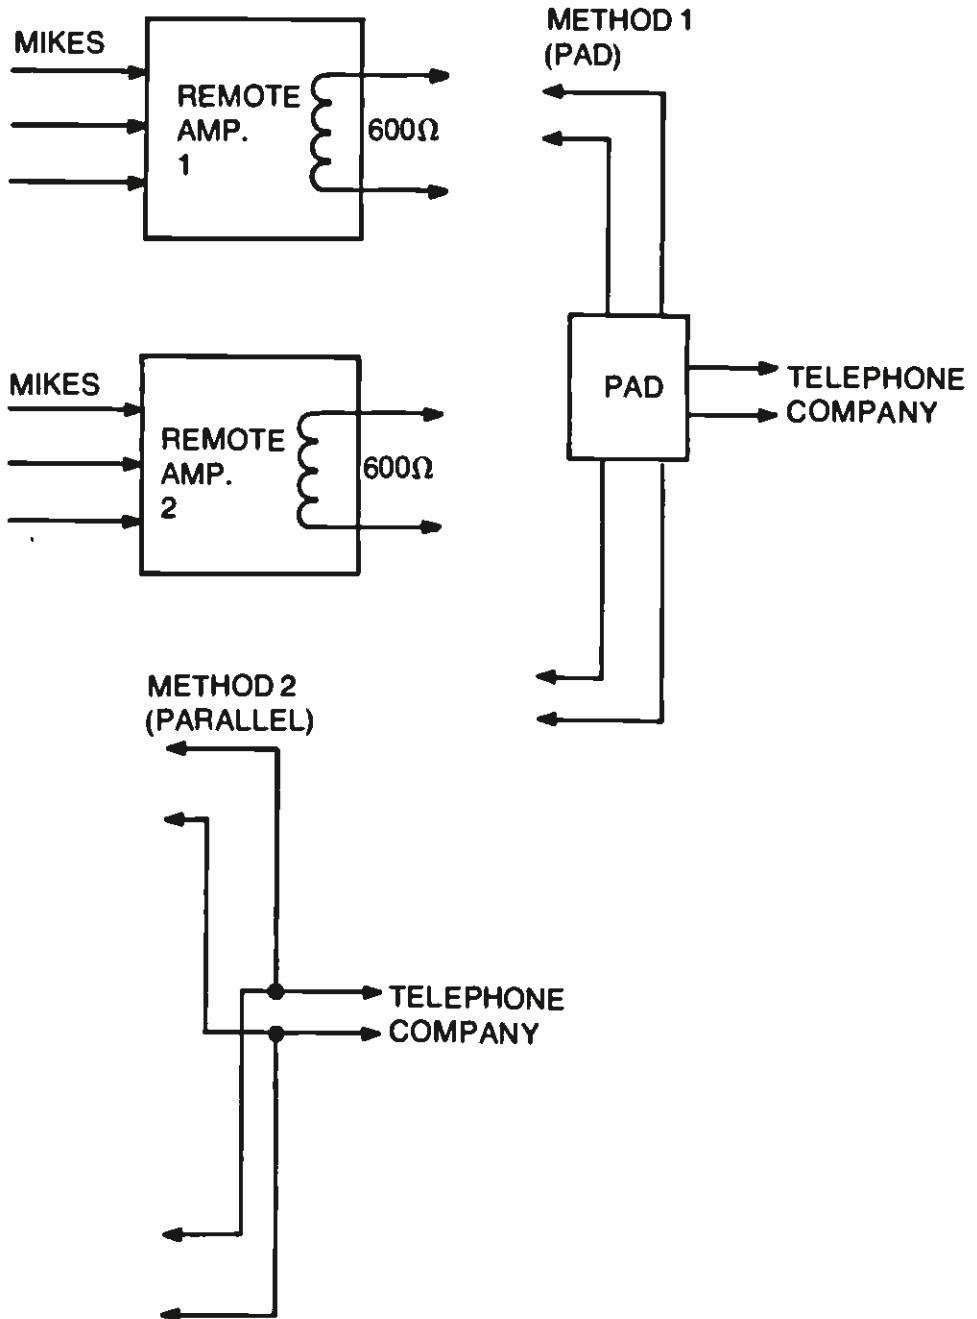 MIKES
REMOTE
AMP.
1
600Ω
METHOD 1
(PAD)
MIKES
REMOTE
AMP.
2
600Ω
PAD
TELEPHONE
COMPANY
METHOD 2
(PARALLEL)
TELEPHONE
COMPANY